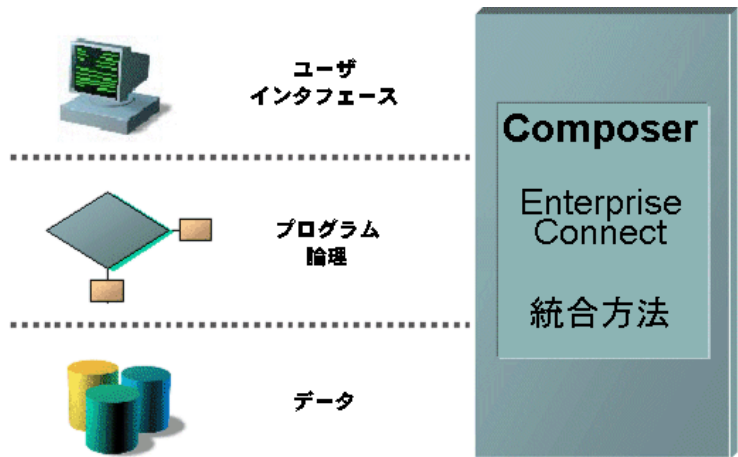 ユーザ
インタフェース
プログラム
論理
データ
Composer
Enterprise
Connect
統合方法